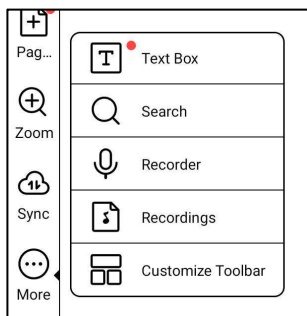 Pag...
Zoom
Sync
More
T Text Box
Search
Recorder
Recordings
Customize Toolbar